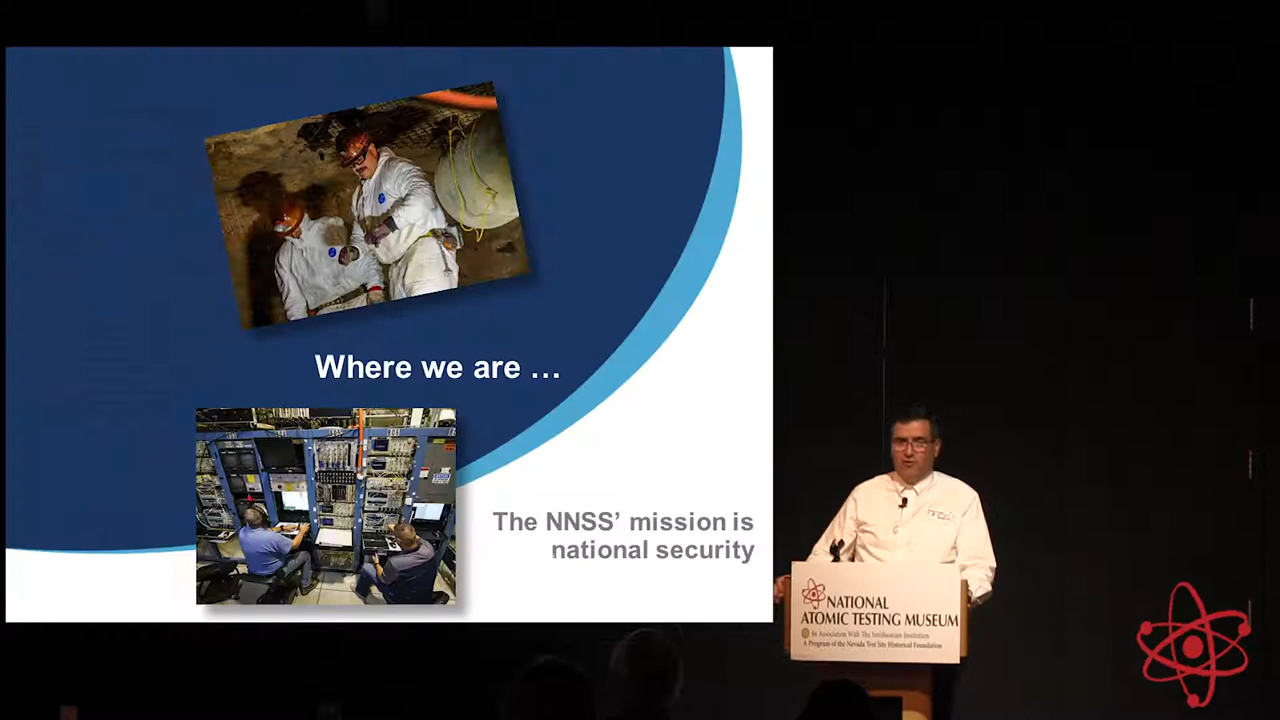 Where we are …
The NNSS’ mission is
national security
NATIONAL
ATOMIC TESTING MUSEUM
In Association With The Smithsonian Institution
A Program of the Nevada Test Site Historical Foundation